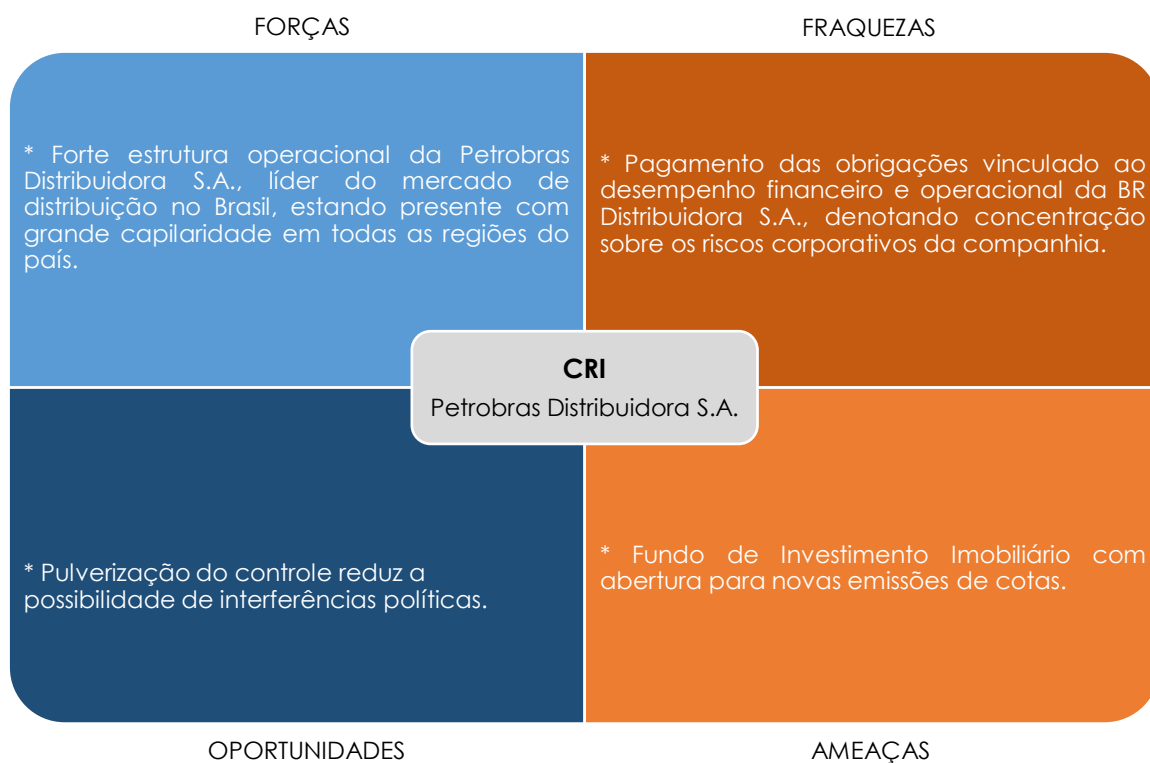 FORÇAS
FRAQUEZAS
* Forte estrutura operacional da Petrobras
Distribuidora S.A., líder do mercado de
distribuição no Brasil, estando presente com
grande capilaridade em todas as regiões do
país.
* Pagamento das obrigações vinculado ao
desempenho financeiro e operacional da BR
Distribuidora S.A., denotando concentração
sobre os riscos corporativos da companhia.
CRI
Petrobras Distribuidora S.A.
* Pulverização do controle reduz a
possibilidade de interferências políticas.
* Fundo de Investimento Imobiliário com
abertura para novas emissões de cotas.
OPORTUNIDADES
AMEAÇAS